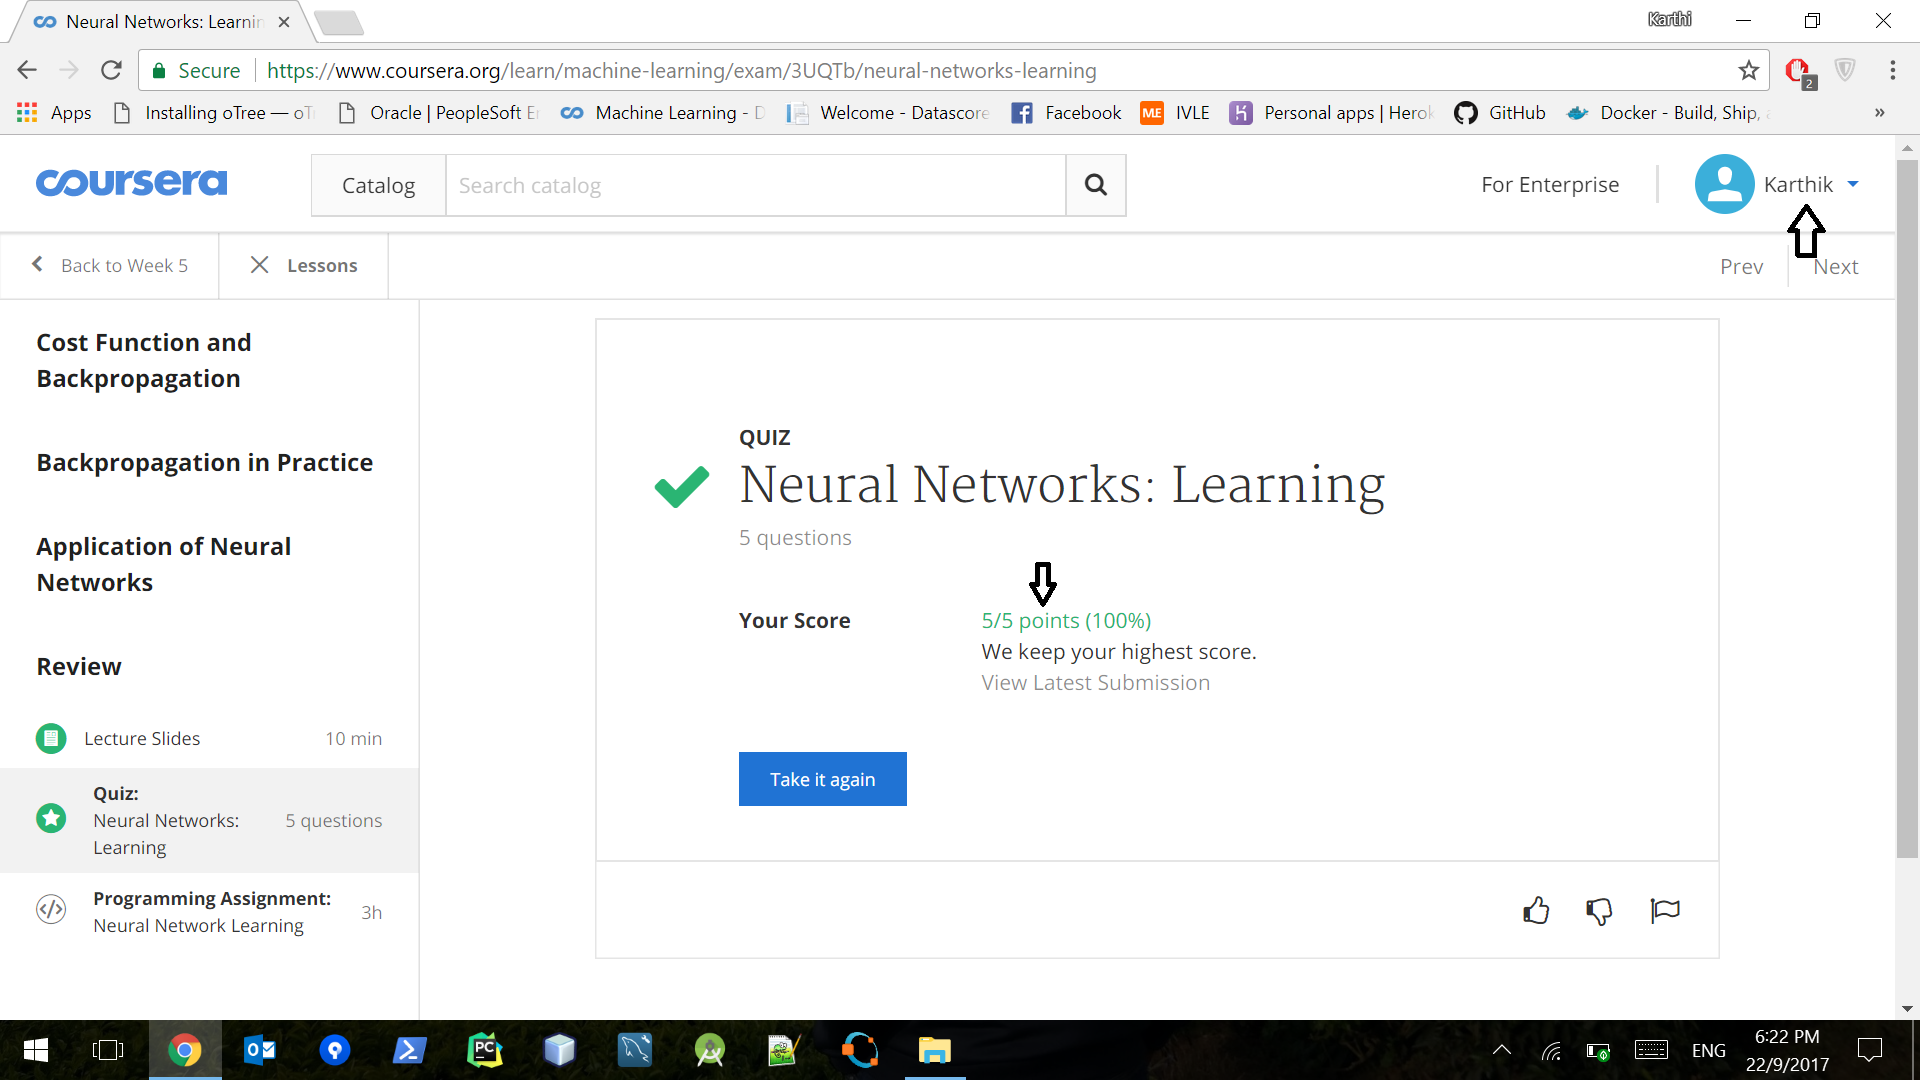 Neural Networks: Learnin
Karthi
Secure
https://www.coursera.org/learn/machine-learning/exam/3UQTb/neural-networks-learning
2
Apps
Installing oTree — oT
Oracle | PeopleSoft E
Machine Learning - D
Welcome - Datascore
Facebook
ME
IVLE
Personal apps | Herok
GitHub
Docker - Build, Ship,
»
coursera
Catalog
Search catalog
For Enterprise
Karthik
Back to Week 5
Lessons
Prev
Next
Cost Function and
Backpropagation
Backpropagation in Practice
Application of Neural
Networks
Review
Lecture Slides
10 min
Quiz:
Neural Networks:
Learning
5 questions
Programming Assignment:
Neural Network Learning
3h
QUIZ
Neural Networks: Learning
5 questions
Your Score
5/5 points (100%)
We keep your highest score.
View Latest Submission
Take it again
PC
ENG
6:22 PM
22/9/2017